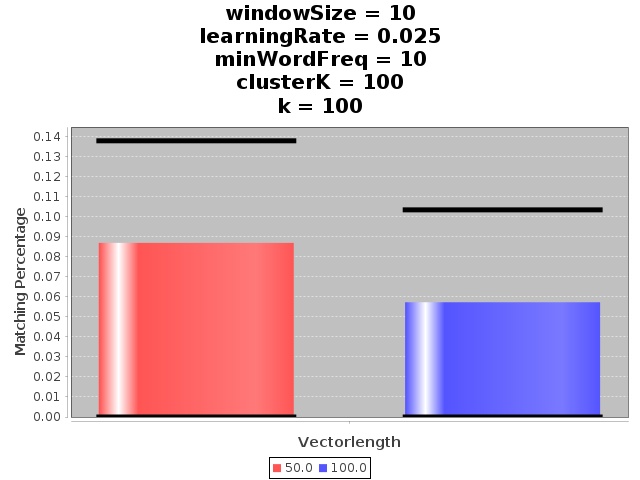 windowSize = 10
learningRate = 0.025
minWordFreq = 10
clusterK = 100
k = 100
Matching Percentage
0.14
0.13
0.12
0.11
0.10
0.09
0.08
0.07
0.06
0.05
0.04
0.03
0.02
0.01
0.00
Vectorlength
50.0 100.0